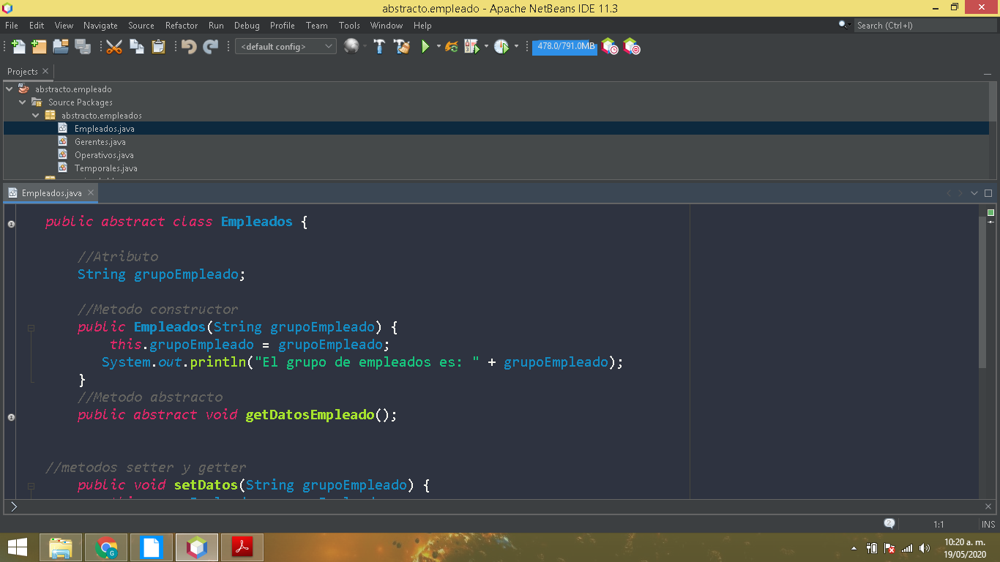 abstracto.empleado - Apache NetBeans IDE 11.3
File Edit View Navigate Source Refactor Run Debug Profile Team Tools Window Help
Search (Ctrl+I)
<default config>
478.0/791.0MB
Projects
abstracto.empleado
Source Packages
abstracto.empleados
Empleados.java
Gerentes.java
Operativos.java
Temporales.java
Empleados.java
public abstract class Empleados {
//Atributo
String grupoEmpleado;
//Metodo constructor
public Empleados(String grupoEmpleado) {
this.grupoEmpleado = grupoEmpleado;
System.out.println("El grupo de empleados es: " + grupoEmpleado);
}
//Metodo abstracto
public abstract void getDatosEmpleado();
//metodos setter y getter
public void setDatos(String grupoEmpleado) {
1:1
INS
10:20 a. m.
19/05/2020